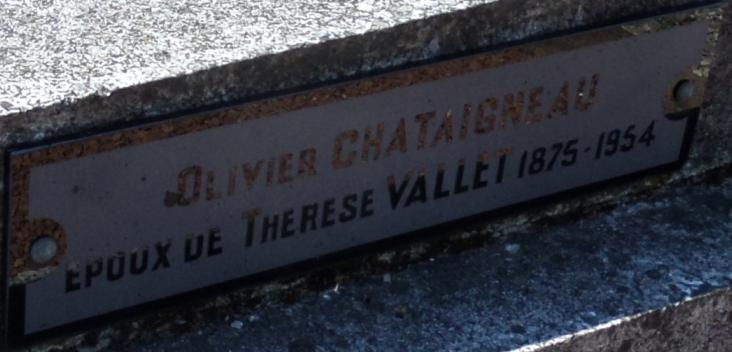 OLIVIER CHATAIGNEAU
EPOUX DE THERESE VALLET 1875-1954